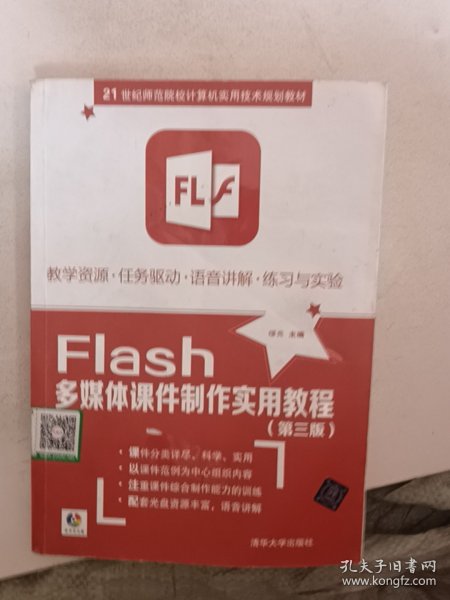 21世纪师范院校计算机实用技术规划教材
FL
教学资源·任务驱动·语音讲解·练习与实验
缪亮 主编
Flash
多媒体课件制作实用教程
（第三版）
•课件分类详尽、科学、实用
•以课件范例为中心组织内容
•注重课件综合制作能力的训练
•配套光盘资源丰富，语音讲解
清华大学出版社
孔夫子旧书网
www.kongfz.com